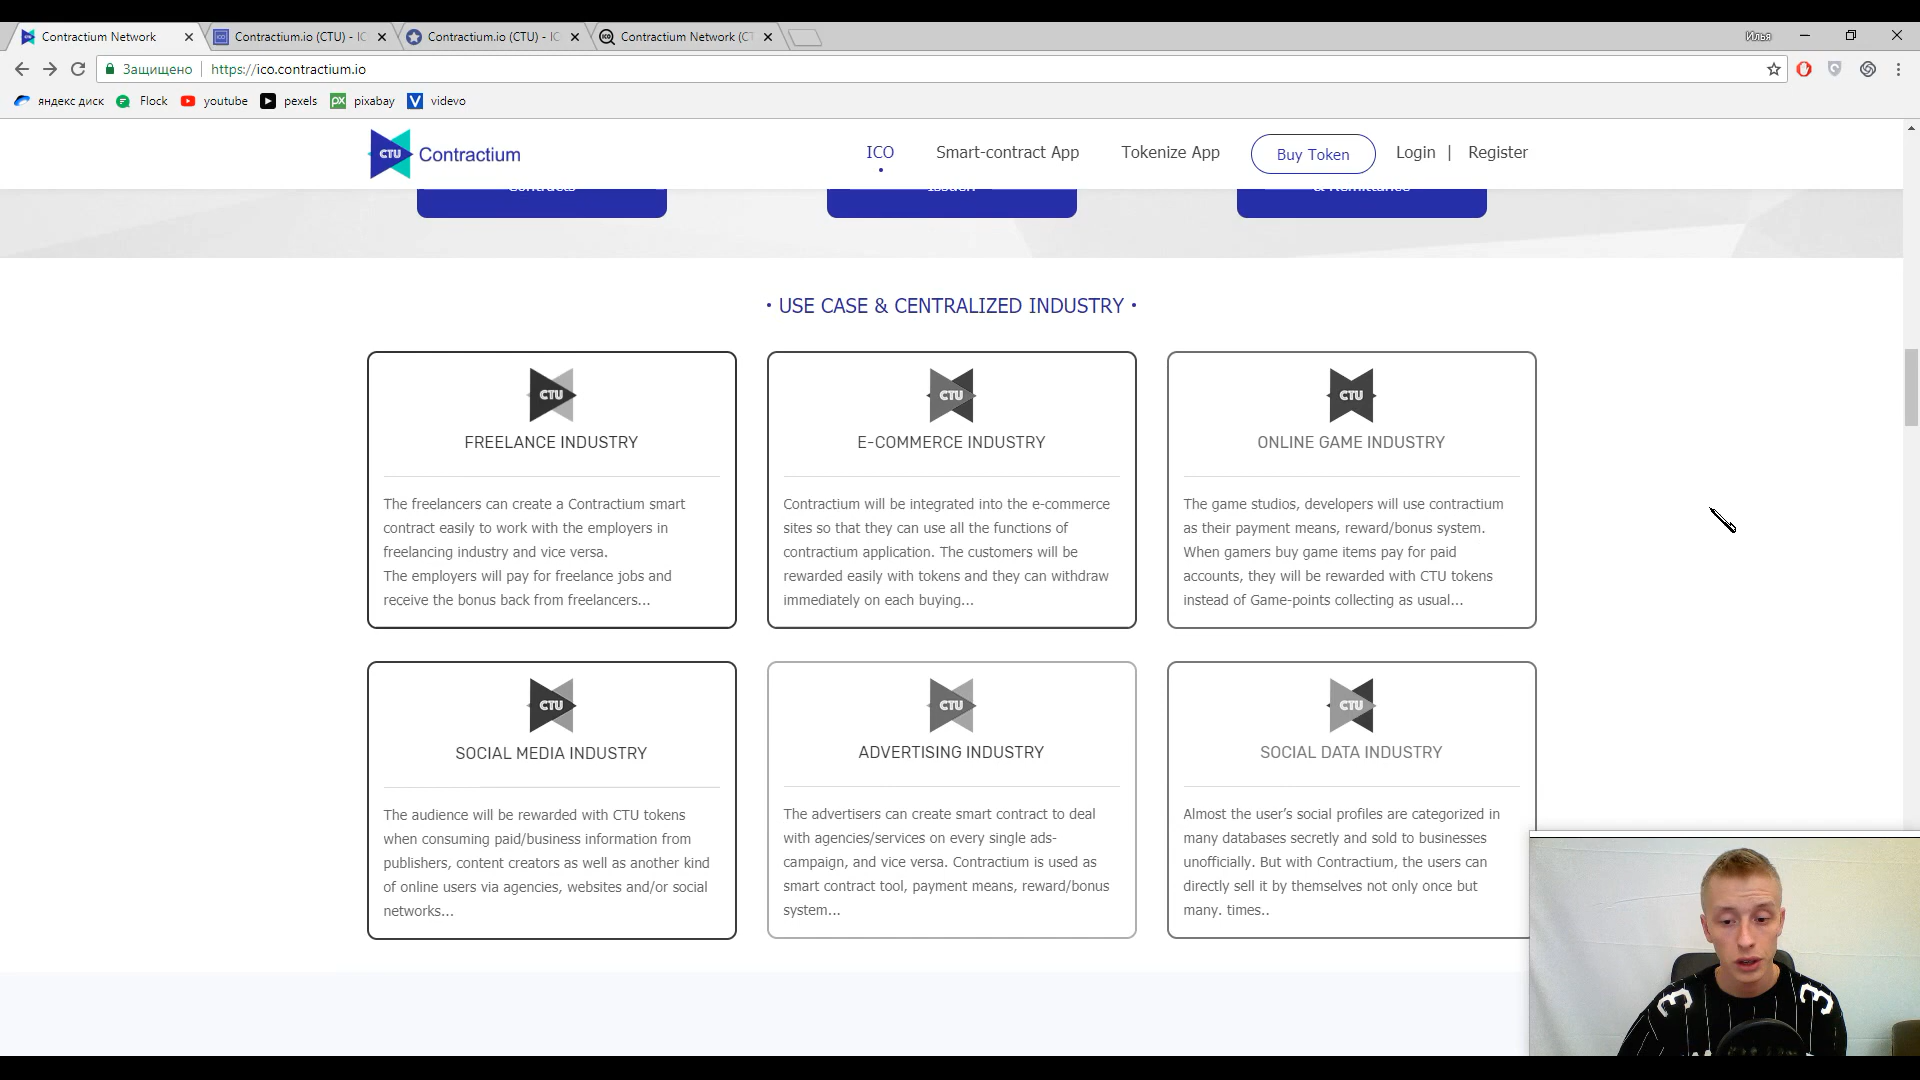 Contractium Network
Contractium.io (CTU) - IC
Contractium.io (CTU) - IC
Contractium Network (CT
Илья
Защищено
https://ico.contractium.io
яндекс диск
Flock
youtube
pexels
pixabay
videvo
CTU
Contractium
ICO
Smart-contract App
Tokenize App
Buy Token
Login |
Register
Contracts
Issuer
& Remittance
• USE CASE & CENTRALIZED INDUSTRY •
CTU
FREELANCE INDUSTRY
The freelancers can create a Contractium smart
contract easily to work with the employers in
freelancing industry and vice versa.
The employers will pay for freelance jobs and
receive the bonus back from freelancers...
CTU
E-COMMERCE INDUSTRY
Contractium will be integrated into the e-commerce
sites so that they can use all the functions of
contractium application. The customers will be
rewarded easily with tokens and they can withdraw
immediately on each buying...
CTU
ONLINE GAME INDUSTRY
The game studios, developers will use contractium
as their payment means, reward/bonus system.
When gamers buy game items pay for paid
accounts, they will be rewarded with CTU tokens
instead of Game-points collecting as usual...
CTU
SOCIAL MEDIA INDUSTRY
The audience will be rewarded with CTU tokens
when consuming paid/business information from
publishers, content creators as well as another kind
of online users via agencies, websites and/or social
networks...
CTU
ADVERTISING INDUSTRY
The advertisers can create smart contract to deal
with agencies/services on every single ads-
campaign, and vice versa. Contractium is used as
smart contract tool, payment means, reward/bonus
system...
CTU
SOCIAL DATA INDUSTRY
Almost the user’s social profiles are categorized in
many databases secretly and sold to businesses
unofficially. But with Contractium, the users can
directly sell it by themselves not only once but
many. times..